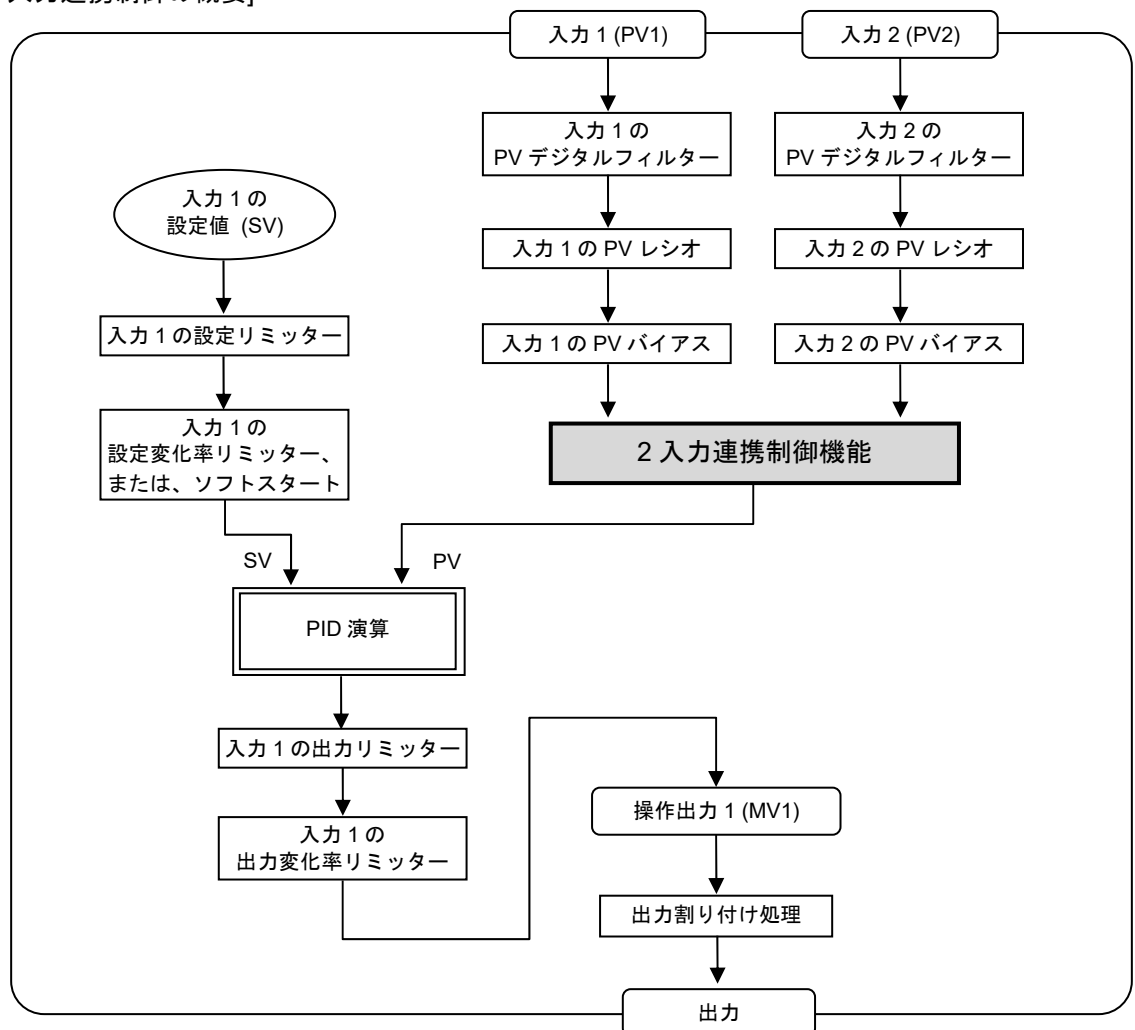 入力連携制御の概要]
入力 1 (PV1)
入力 2 (PV2)
入力 1 の
PV デジタルフィルター
入力 2 の
PV デジタルフィルター
入力 1 の
設定値 (SV)
入力 1 の PV レシオ
入力 2 の PV レシオ
入力 1 の設定リミッター
入力 1 の PV バイアス
入力 2 の PV バイアス
入力 1 の
設定変化率リミッター、
または、ソフトスタート
2 入力連携制御機能
SV
PV
PID 演算
入力 1 の出力リミッター
入力 1 の
出力変化率リミッター
操作出力 1 (MV1)
出力割り付け処理
出力